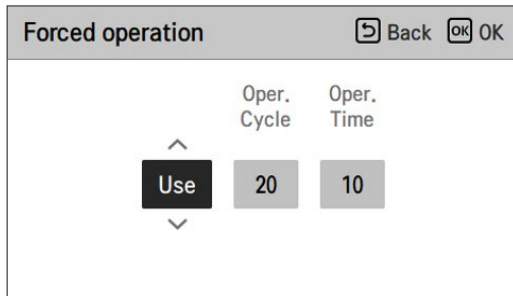 Forced operation
Back OK OK
Oper. Cycle
Oper. Time
Use 20 10